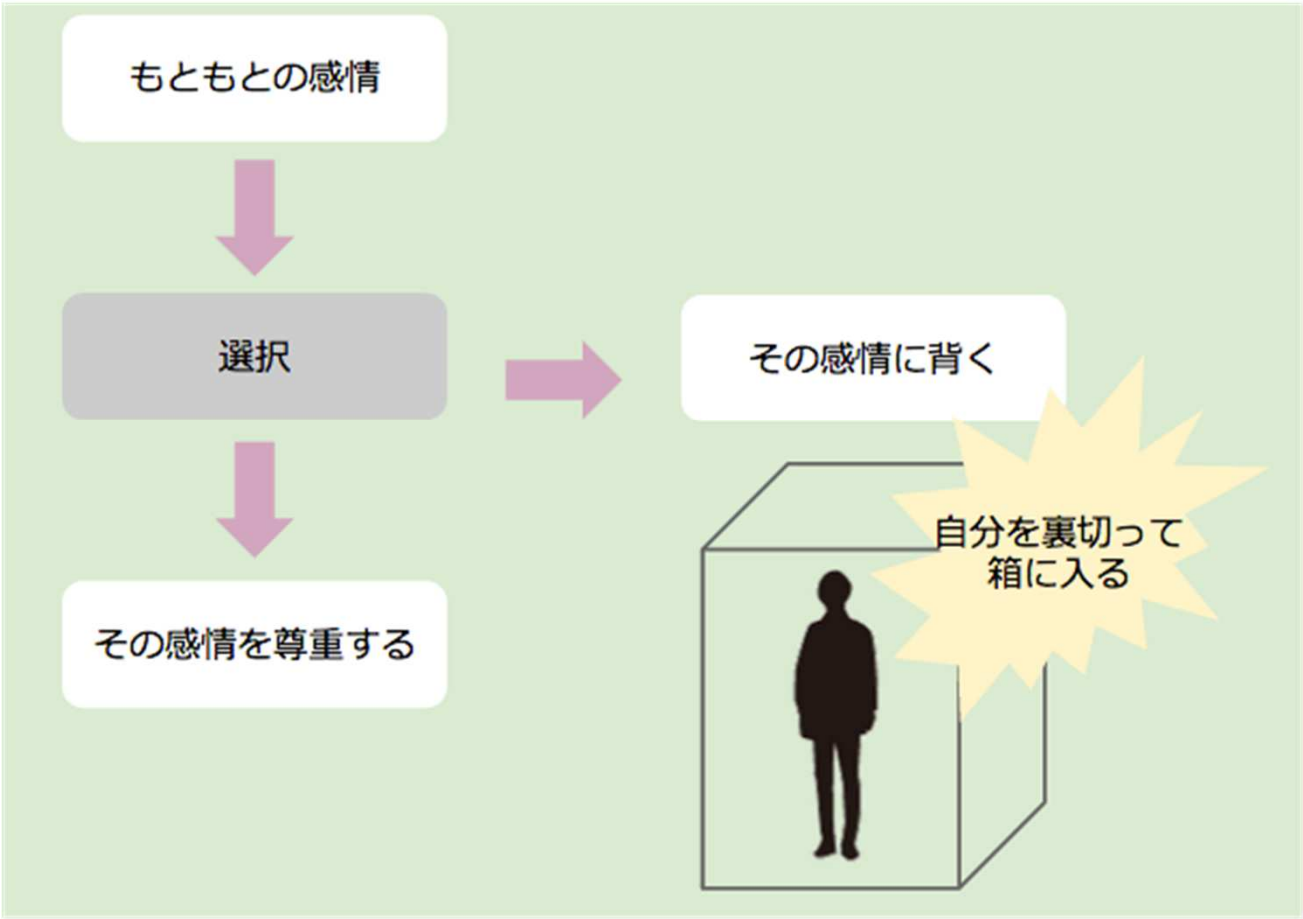 もともとの感情
選択
その感情に背く
自分を裏切って
箱に入る
その感情を尊重する